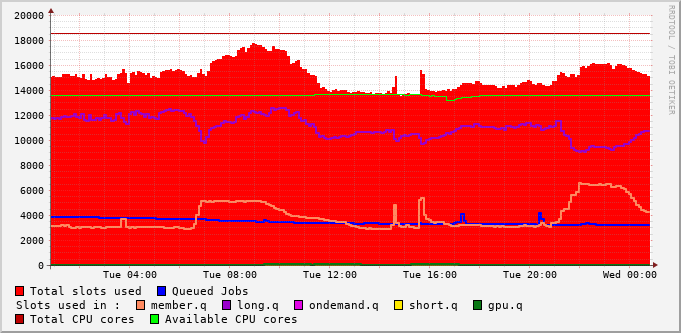 20000
18000
16000
14000
12000
10000
8000
6000
4000
2000
0
Tue 04:00 Tue 08:00 Tue 12:00 Tue 16:00 Tue 20:00 Wed 00:00
Total slots used Queued Jobs
Slots used in : member.q long.q ondemand.q short.q gpu.q
Total CPU cores Available CPU cores
RRDTOOL / TOBI OETIKER